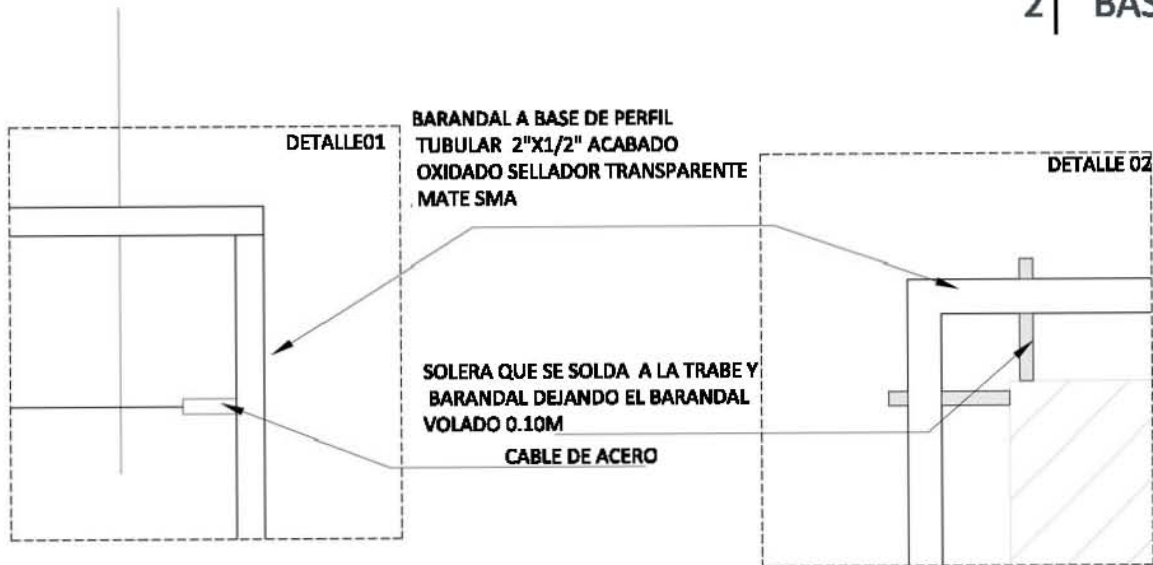 2 BAS
DETALLE01
BARANDAL A BASE DE PERFIL
TUBULAR 2"X1/2" ACABADO
OXIDADO SELLADOR TRANSPARENTE
MATE SMA
DETALLE 02
SOLERA QUE SE SOLDA A LA TRABE Y
BARANDAL DEJANDO EL BARANDAL
VOLADO 0.10M
CABLE DE ACERO